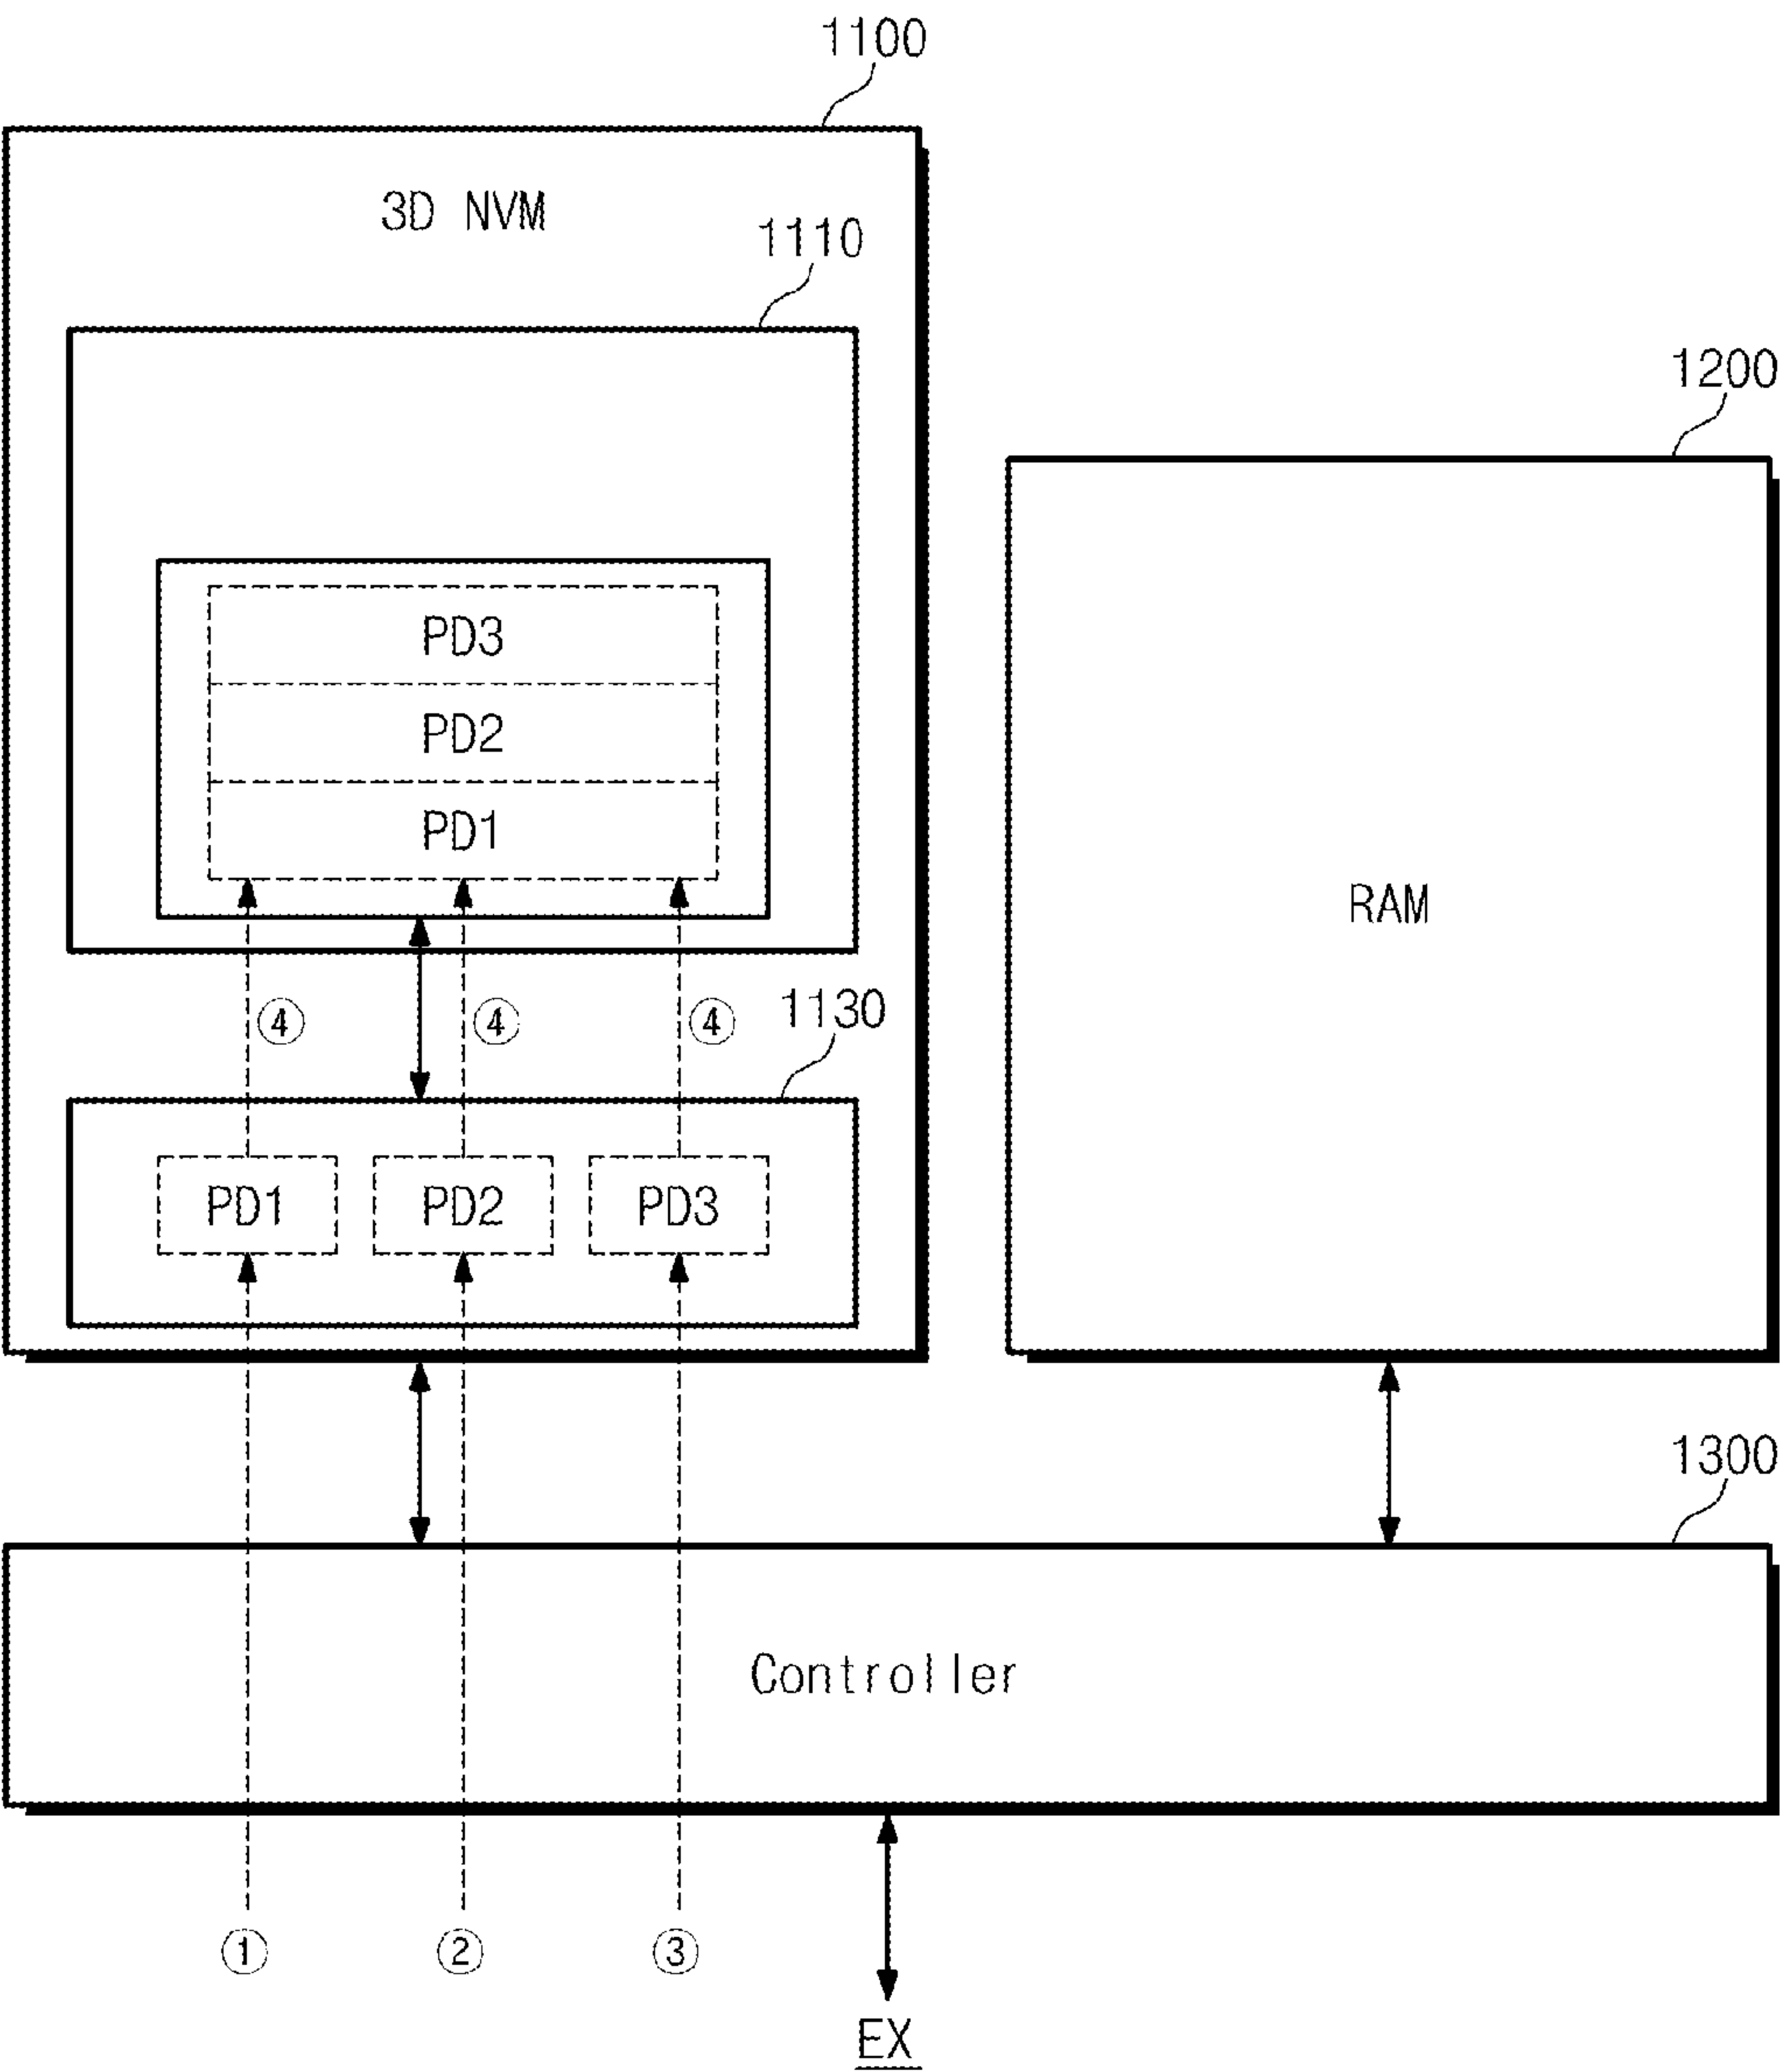 1100
3D NVM
1110
1200
PD3
PD2
PD1
RAM
④ ④ ④ 1130
PD1 PD2 PD3
1300
Controller
① ② ③
EX